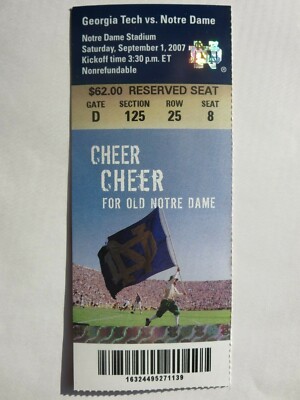 Georgia Tech vs. Notre Dame
Notre Dame Stadium
Saturday, September 1, 2007
Kickoff time 3:30 p.m. ET
Nonrefundable
$62.00 RESERVED SEAT
GATE SECTION ROW SEAT
D 125 25 8
CHEER
CHEER
FOR OLD NOTRE DAME
16324495271139